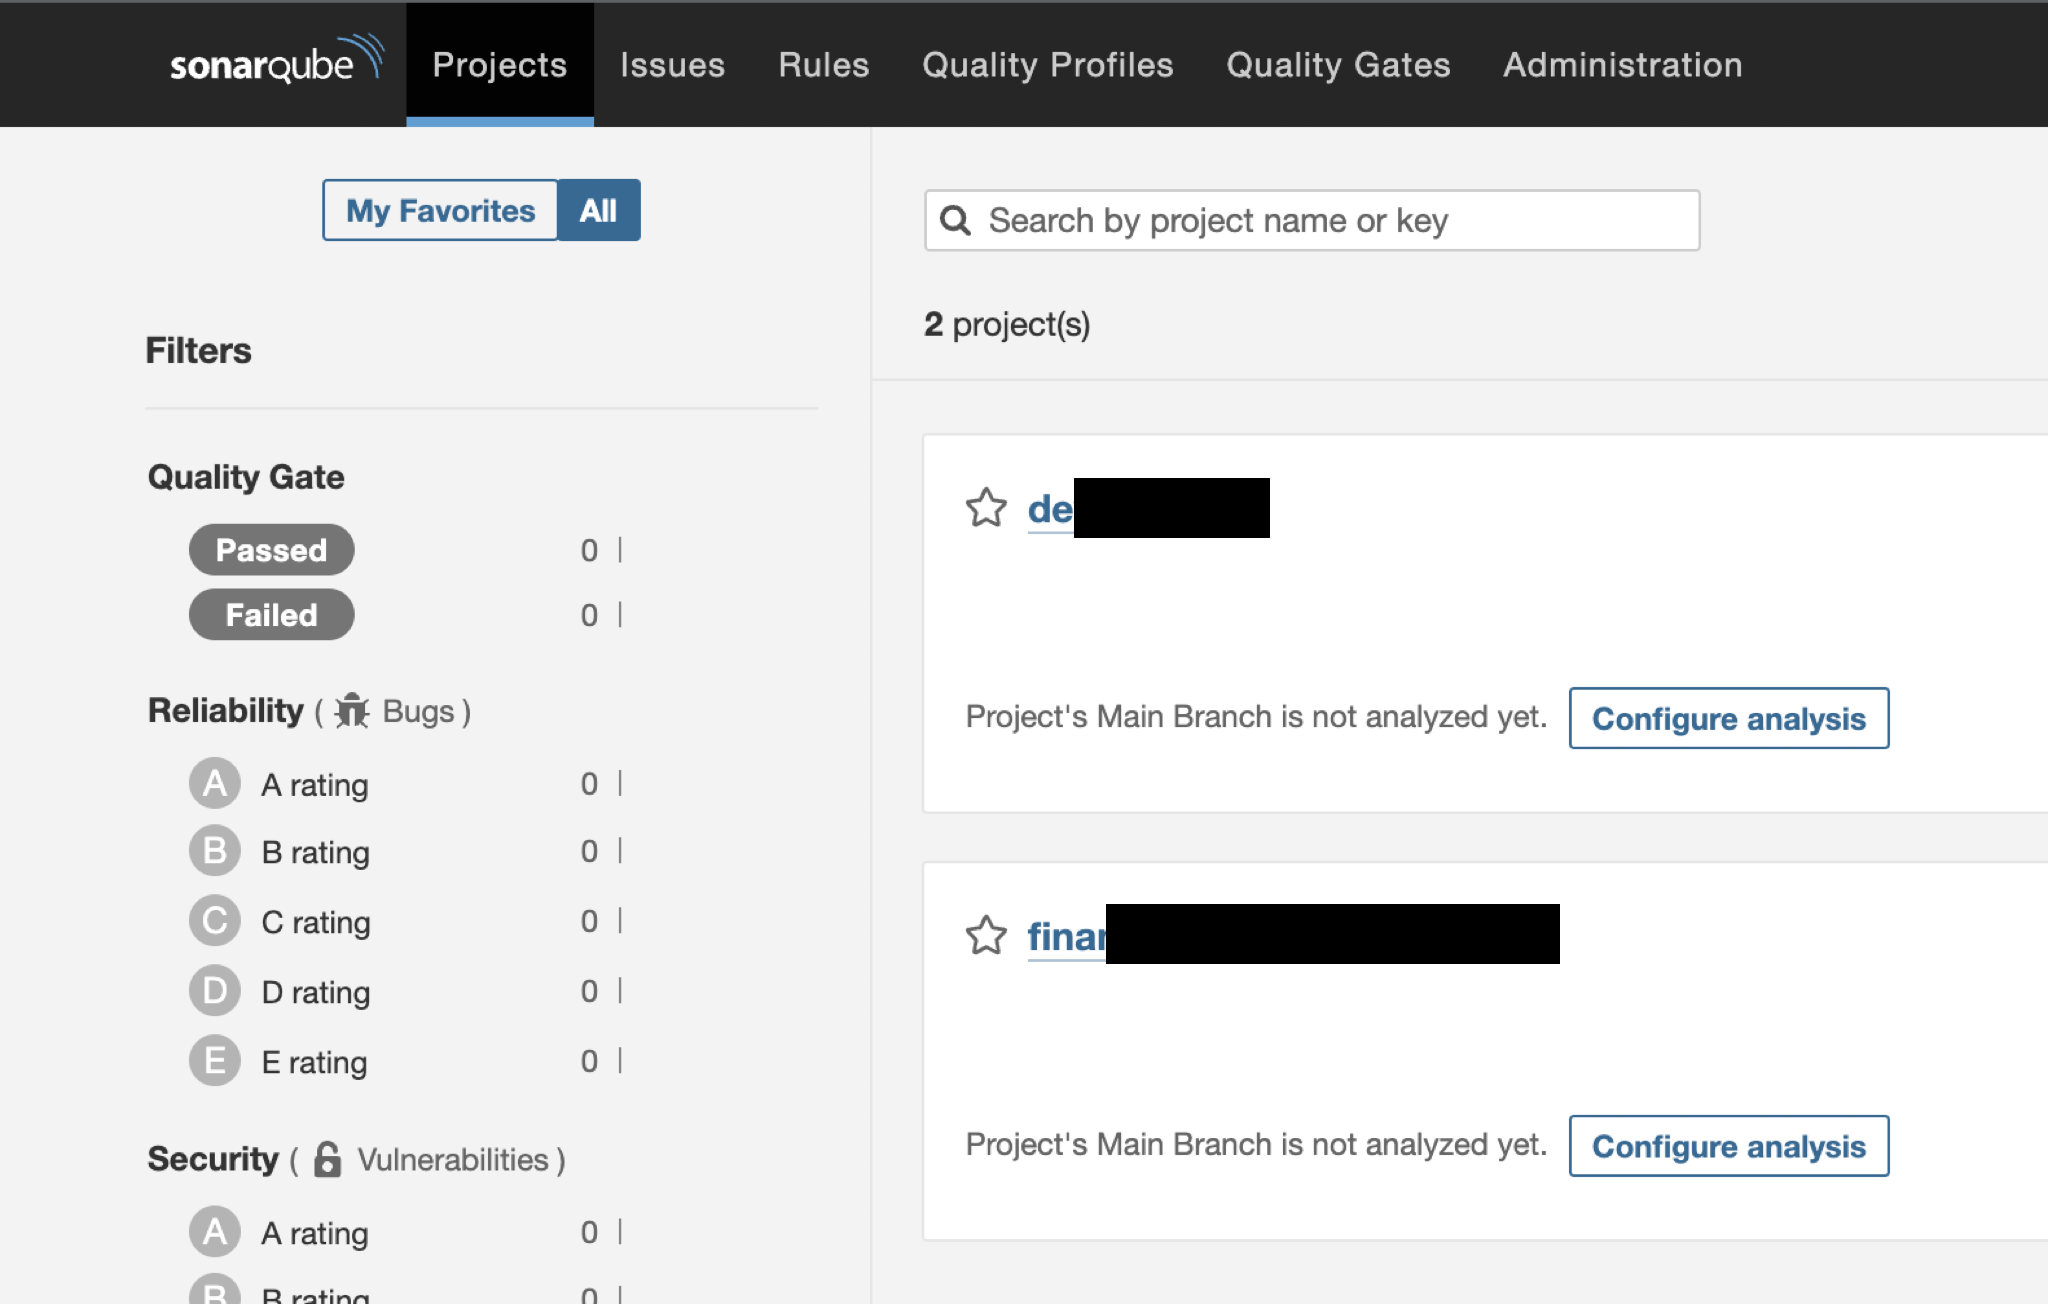 sonarqube Projects Issues Rules Quality Profiles Quality Gates Administration
My Favorites All
Filters
Quality Gate
Passed 0
Failed 0
Reliability ( Bugs )
A A rating 0
B B rating 0
C C rating 0
D D rating 0
E E rating 0
Security ( Vulnerabilities )
A A rating 0
B B rating 0
Search by project name or key
2 project(s)
de
Project's Main Branch is not analyzed yet. Configure analysis
finan
Project's Main Branch is not analyzed yet. Configure analysis